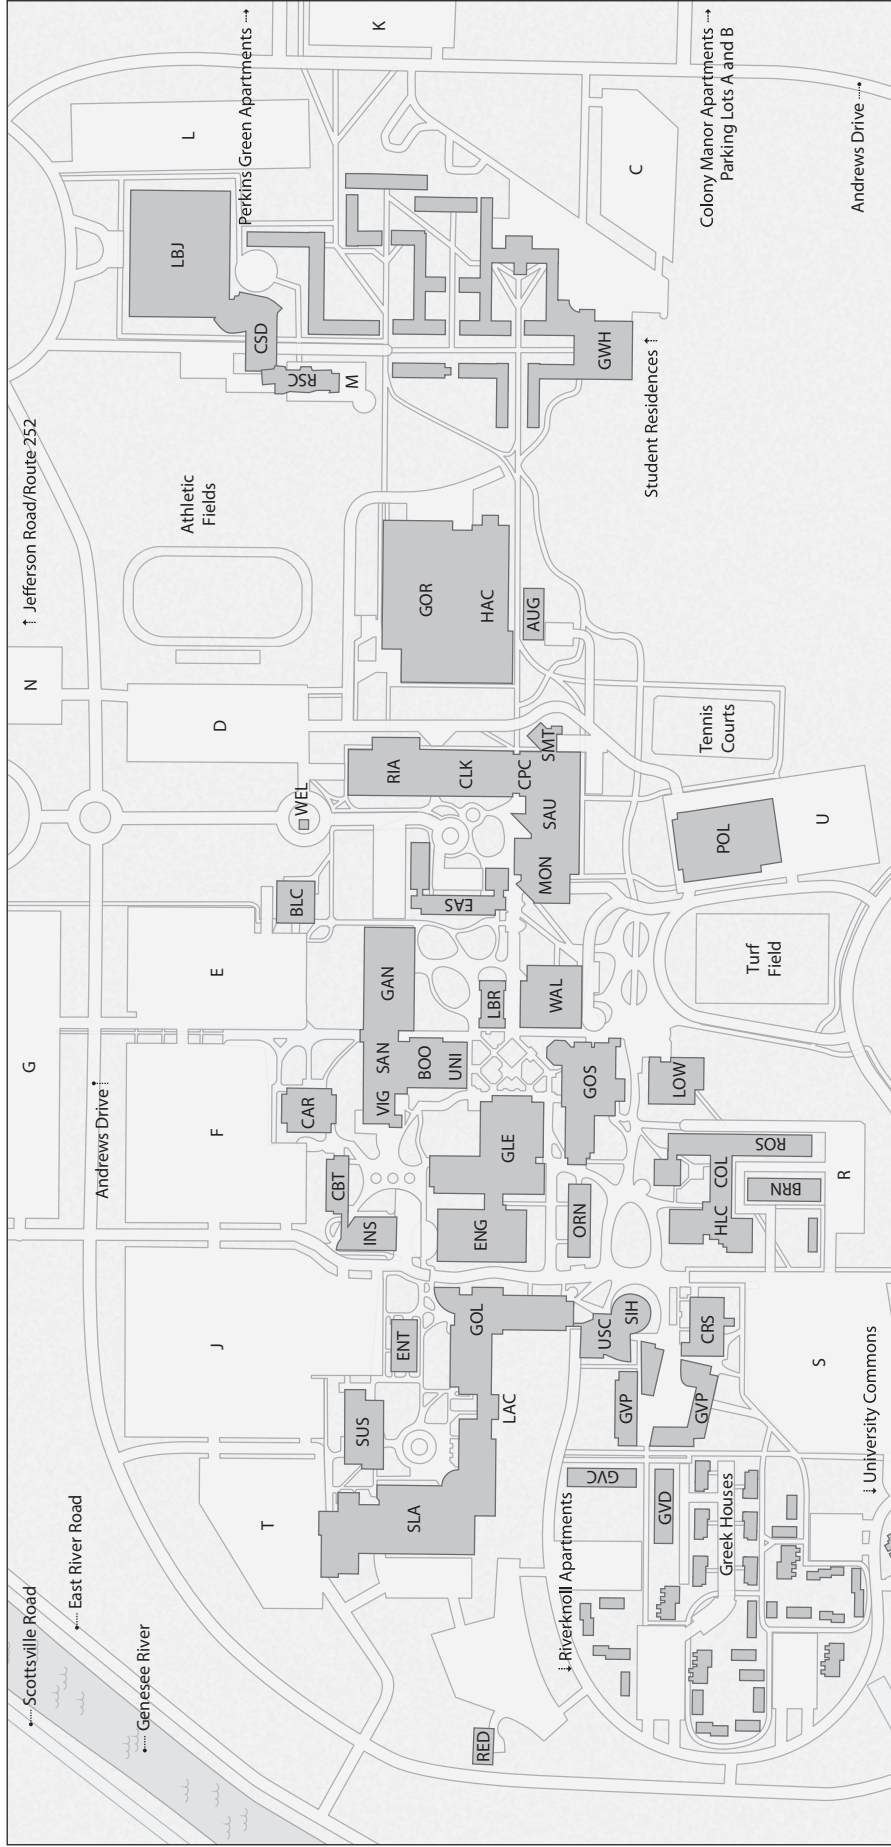 Scottsville Road
G
N
Jefferson Road/Route 252
East River Road
Andrews Drive
Genesee River
J
F
E
D
Athletic
Fields
LBJ
L
T
CAR
BLC
WEL
CSD
Perkins Green Apartments
RSC
M
K
CBT
INS
SUS
VIG
SAN
GAN
RIA
ENT
SLA
BOO
UNI
GOR
GOL
ENG
GLE
EAS
CLK
HAC
LAC
RED
LBR
CPC
SMT
AUG
MON
SAU
WAL
ORN
GOS
GWH
Riverknoll Apartments
GVC
GVP
USC
SIH
Student Residences
C
GVD
GVP
CRS
LOW
Greek Houses
HLC
COL
ROS
BRN
POL
Tennis
Courts
Turf
Field
Colony Manor Apartments
Parking Lots A and B
S
R
U
University Commons
Andrews Drive